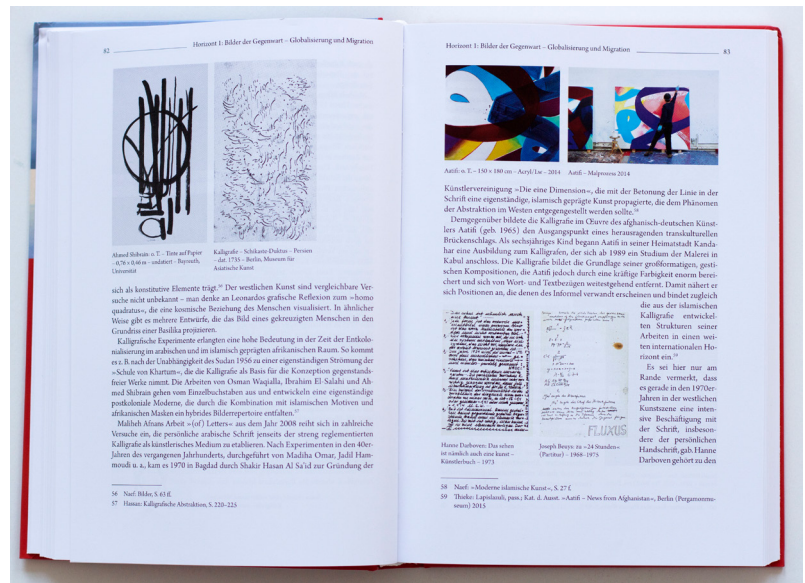 82
Horizont 1: Bilder der Gegenwart – Globalisierung und Migration
Ahmed Shibrain: o. T. – Tinte auf Papier
– 0,76 × 0,46 m – undatiert – Bayreuth,
Universität
Kalligrafie – Schikaste-Duktus – Persien
– dat. 1735 – Berlin, Museum für
Asiatische Kunst
sich als konstitutive Elemente trägt.⁵⁶ Der westlichen Kunst sind vergleichbare Ver-
suche nicht unbekannt – man denke an Leonardos grafische Reflexion zum »homo
quadratus«, die eine kosmische Beziehung des Menschen visualisiert. In ähnlicher
Weise gibt es mehrere Entwürfe, die das Bild eines gekreuzigten Menschen in den
Grundriss einer Basilika projizieren.
Kalligrafische Experimente erlangten eine hohe Bedeutung in der Zeit der Entkolo-
nialisierung im arabischen und im islamisch geprägten afrikanischen Raum. So kommt
es z. B. nach der Unabhängigkeit des Sudan 1956 zu einer eigenständigen Strömung der
»Schule von Khartum«, die die Kalligrafie als Basis für die Konzeption gegenstands-
freier Werke nimmt. Die Arbeiten von Osman Waqialla, Ibrahim El-Salahi und Ah-
med Shibrain gehen vom Einzelbuchstaben aus und entwickeln eine eigenständige
postkoloniale Moderne, die durch die Kombination mit islamischen Motiven und
afrikanischen Masken ein hybrides Bilderrepertoire entfalten.⁵⁷
Maliheh Afnans Arbeit »(of) Letters« aus dem Jahr 2008 reiht sich in zahlreiche
Versuche ein, die persönliche arabische Schrift jenseits der streng reglementierten
Kalligrafie als künstlerisches Medium zu etablieren. Nach Experimenten in den 40er-
Jahren des vergangenen Jahrhunderts, durchgeführt von Madiha Omar, Jadil Ham-
moudi u. a., kam es 1970 in Bagdad durch Shakir Hasan Al Sa'id zur Gründung der
56 Naef: Bilder, S. 63 ff.
57 Hassan: Kalligrafische Abstraktion, S. 220–225.
Horizont 1: Bilder der Gegenwart – Globalisierung und Migration
83
Aatifi: o. T. – 150 × 180 cm – Acryl/Lw – 2014
Aatifi – Malprozess 2014
Künstlervereinigung »Die eine Dimension«, die mit der Betonung der Linie in der
Schrift eine eigenständige, islamisch geprägte Kunst propagierte, die dem Phänomen
der Abstraktion im Westen entgegengestellt werden sollte.⁵⁸
Demgegenüber bildete die Kalligrafie im Œuvre des afghanisch-deutschen Künst-
lers Aatifi (geb. 1965) den Ausgangspunkt eines herausragenden transkulturellen
Brückenschlags. Als sechsjähriges Kind begann Aatifi in seiner Heimatstadt Kanda-
har eine Ausbildung zum Kalligrafen, der sich ab 1989 ein Studium der Malerei in
Kabul anschloss. Die Kalligrafie bildet die Grundlage seiner großformatigen, gesti-
schen Kompositionen, die Aatifi jedoch durch eine kräftige Farbigkeit enorm berei-
chert und sich von Wort- und Textbezügen weitestgehend entfernt. Damit nähert er
sich Positionen an, die denen des Informel verwandt erscheinen und bindet zugleich
die aus der islamischen
Kalligrafie entwickel-
ten Strukturen seiner
Arbeiten in einen wei-
ten internationalen Ho-
rizont ein.⁵⁹
Es sei hier nur am
Rande vermerkt, dass
es gerade in den 1970er-
Jahren in der westlichen
Kunstszene eine inten-
sive Beschäftigung mit
der Schrift, insbeson-
dere der persönlichen
Handschrift, gab. Hanne
Darboven gehört zu den
FLUXUS
Hanne Darboven: Das sehen
ist nämlich auch eine kunst –
Künstlerbuch – 1973
Joseph Beuys: zu »24 Stunden«
(Partitur) – 1968–1975
58 Naef: »Moderne islamische Kunst«, S. 27 f.
59 Thieke: Lapislazuli, pass.; Kat. d. Ausst. »Aatifi – News from Afghanistan«, Berlin (Pergamonmu-
seum) 2015